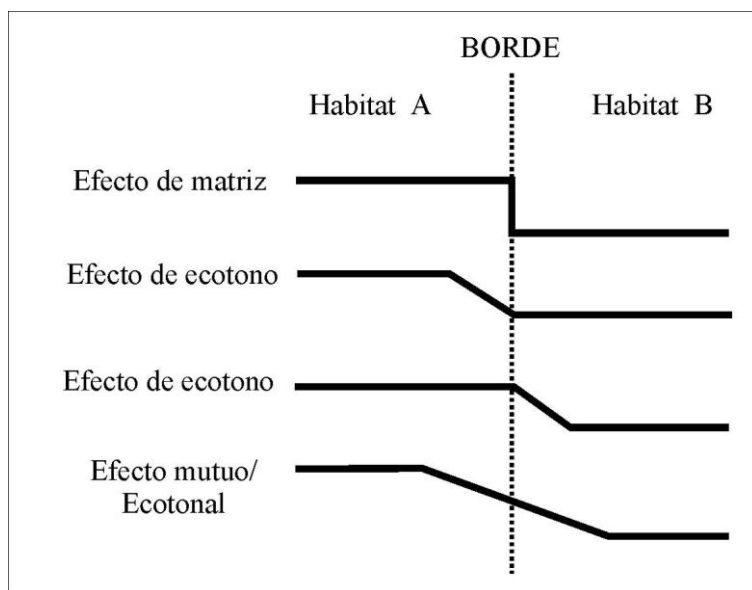 BORDE
Habitat A
Habitat B
Efecto de matriz
Efecto de ecotono
Efecto de ecotono
Efecto mutuo/
Ecotonal